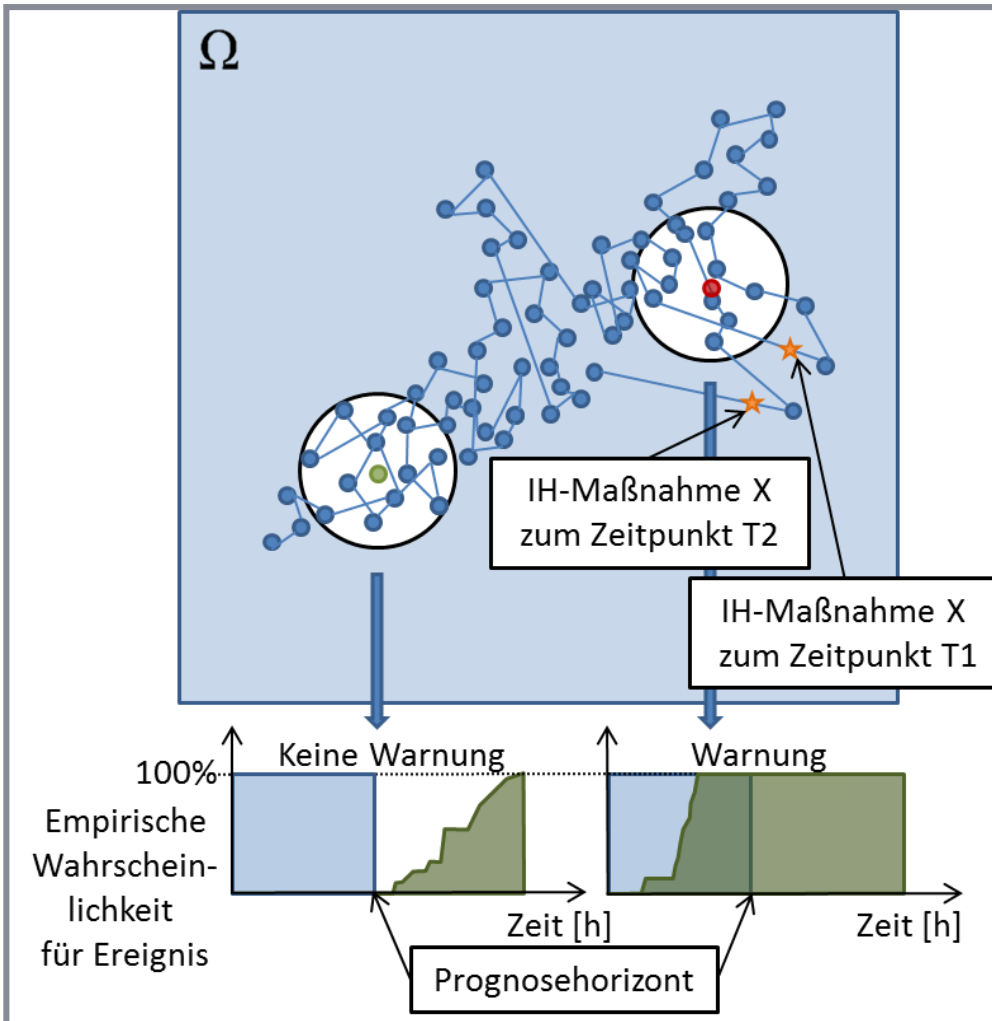 Ω
IH-Maßnahme X
zum Zeitpunkt T2
IH-Maßnahme X
zum Zeitpunkt T1
Keine Warnung
Warnung
100%
Empirische
Wahrschein-
lichkeit
für Ereignis
Zeit [h]
Zeit [h]
Prognosehorizont